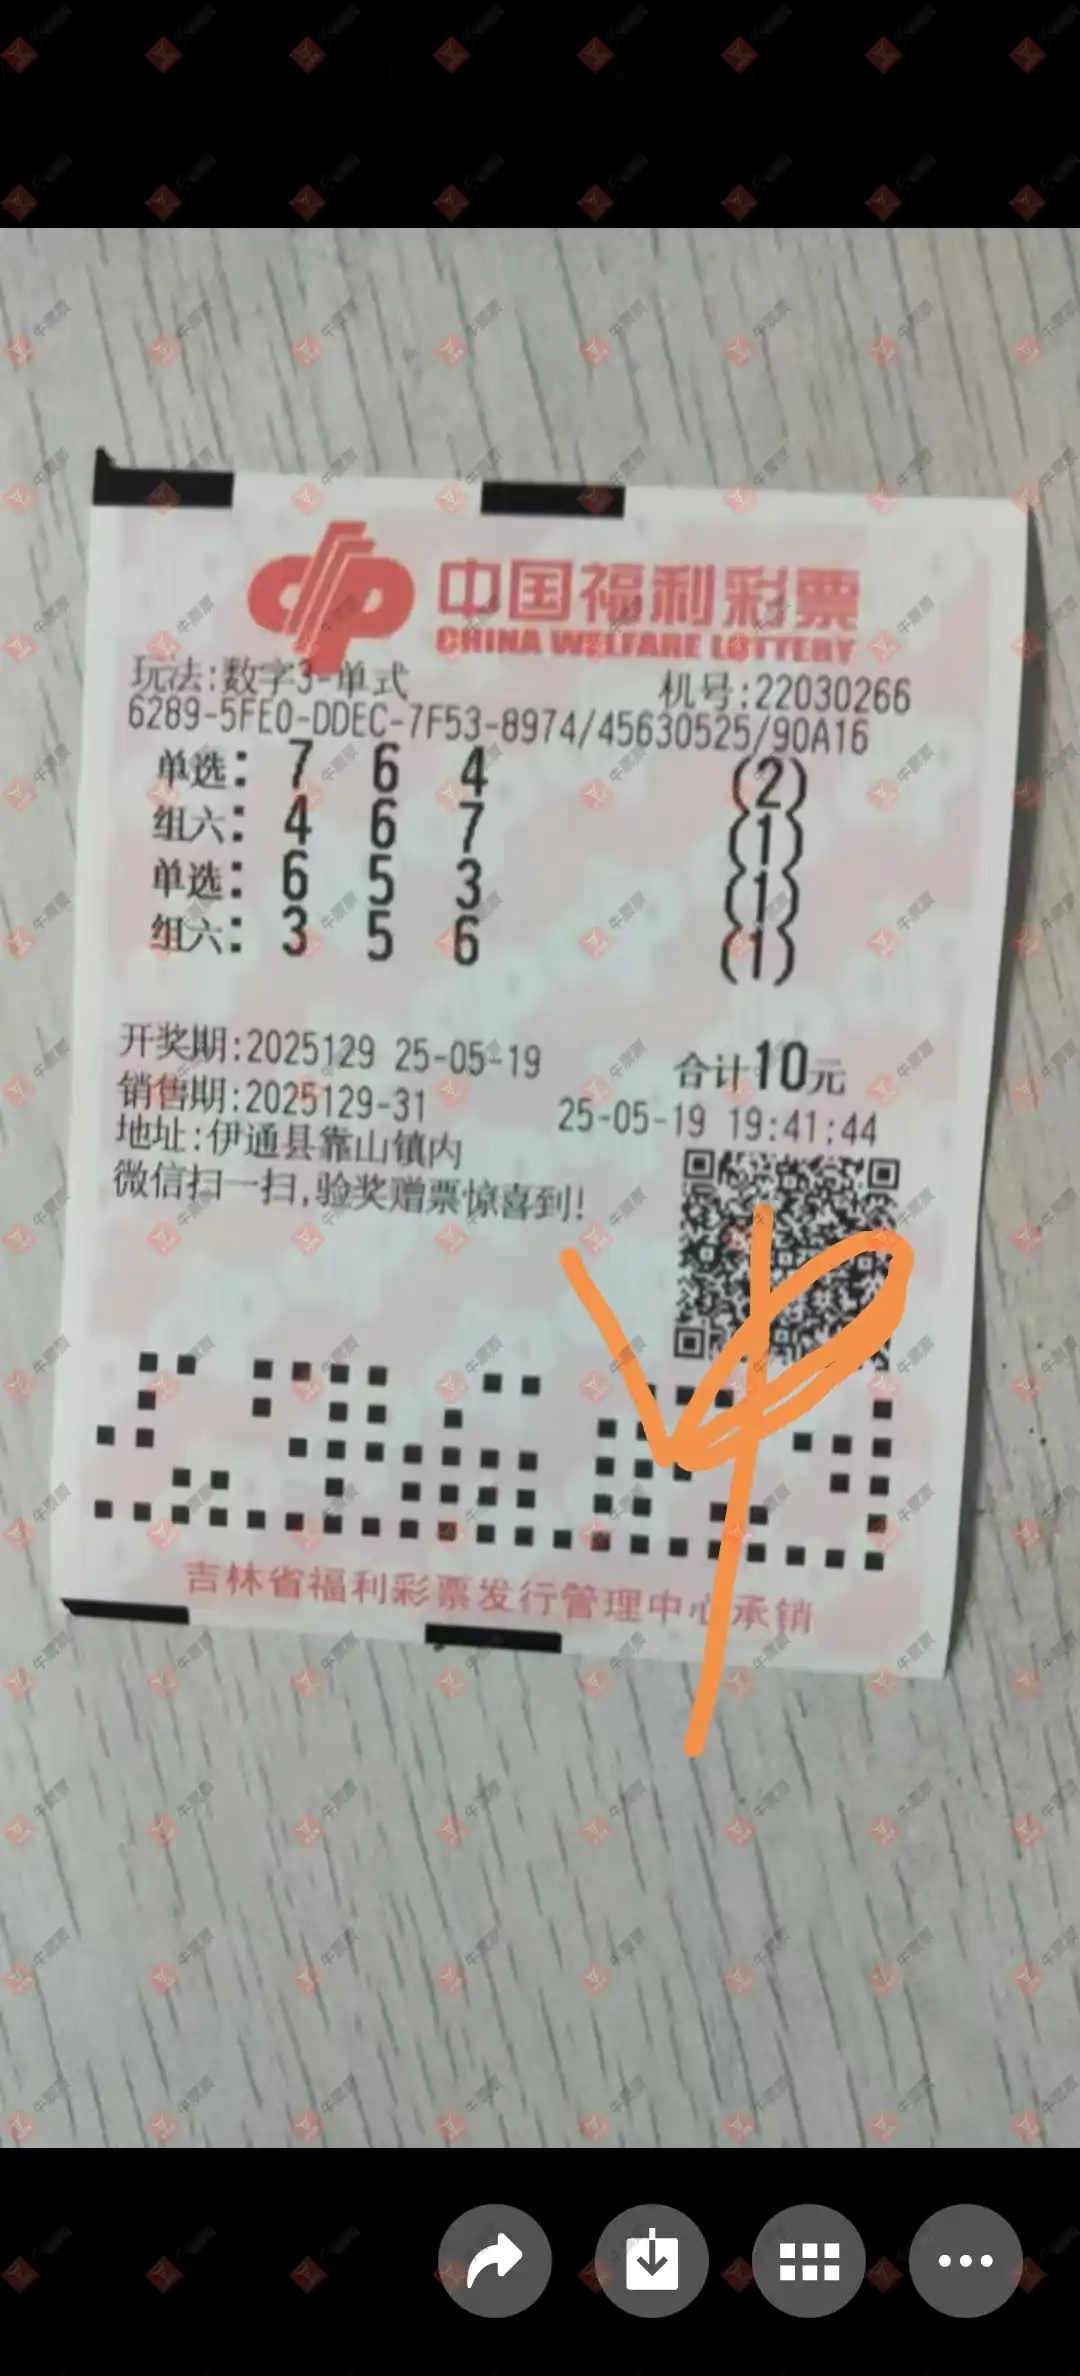 中国福利彩票
CHINA WELFARE LOTTERY
玩法:数字3-单式 机号:22030266
6289-5FE0-DDEC-7F53-8974/45630525/90A16
单选: 7 6 4 (2)
组六: 4 6 7 (1)
单选: 6 5 3 (1)
组六: 3 5 6 (1)
开奖期:2025129 25-05-19 合计10元
销售期:2025129-31 25-05-19 19:41:44
地址:伊通县靠山镇内
微信扫一扫,验奖赠票惊喜到!
吉林省福利彩票发行管理中心承销
牛票票